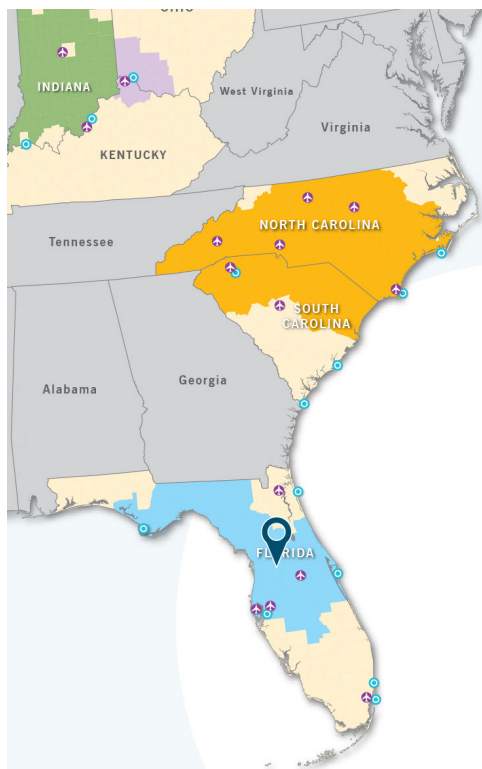 OHIO
INDIANA
West Virginia
Virginia
KENTUCKY
NORTH CAROLINA
Tennessee
SOUTH
CAROLINA
Georgia
Alabama
FLORIDA